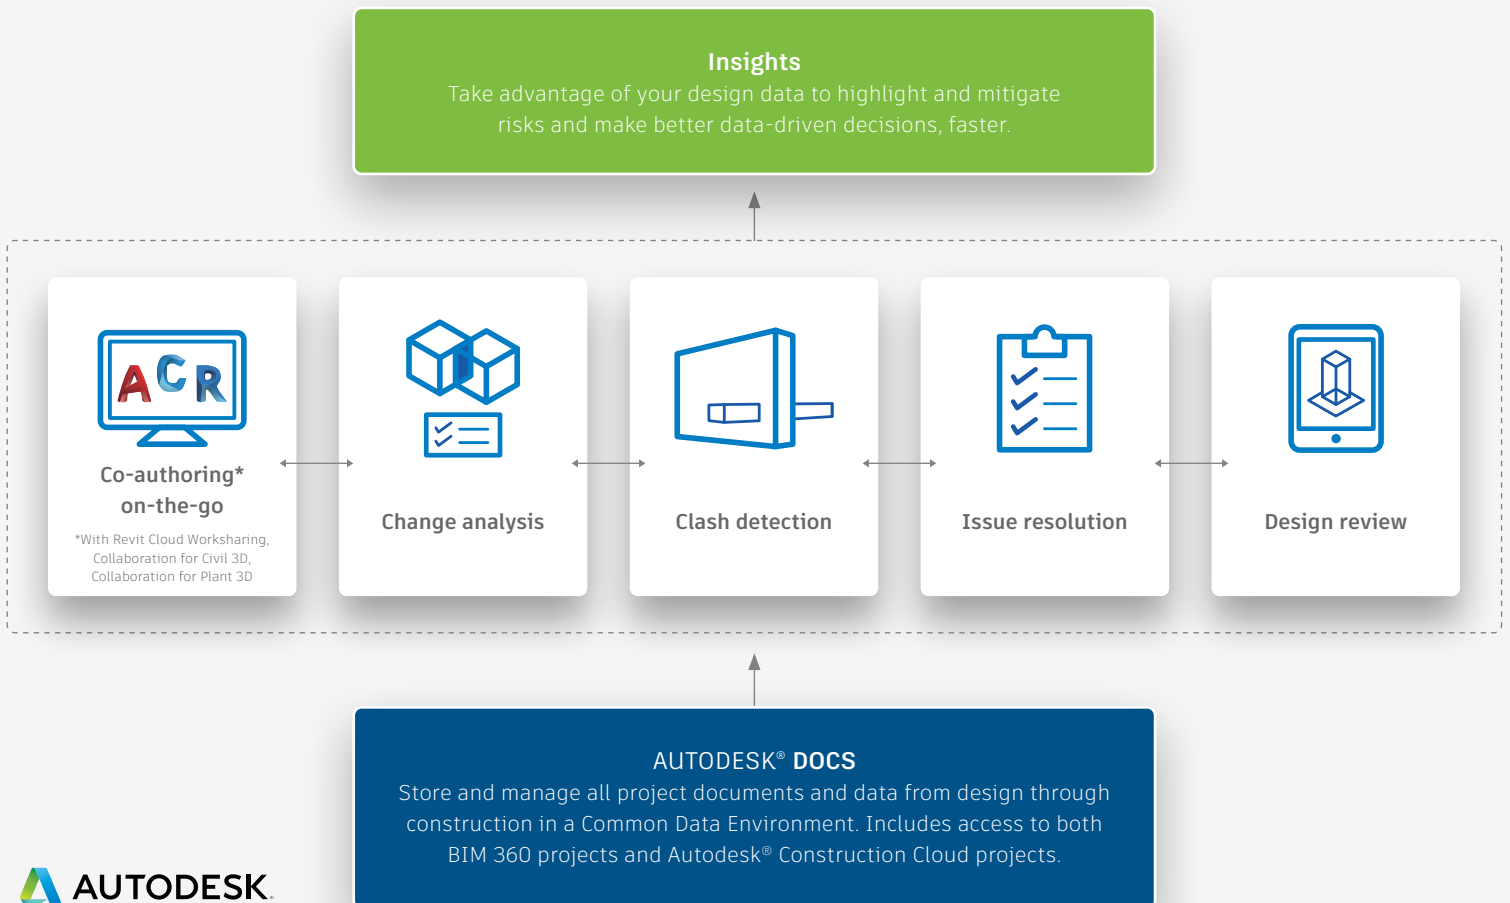 Insights
Take advantage of your design data to highlight and mitigate
risks and make better data-driven decisions, faster.
ACR
Co-authoring*
on-the-go
*With Revit Cloud Worksharing,
Collaboration for Civil 3D,
Collaboration for Plant 3D
Change analysis
Clash detection
Issue resolution
Design review
AUTODESK® DOCS
Store and manage all project documents and data from design through
construction in a Common Data Environment. Includes access to both
BIM 360 projects and Autodesk® Construction Cloud projects.
AUTODESK.